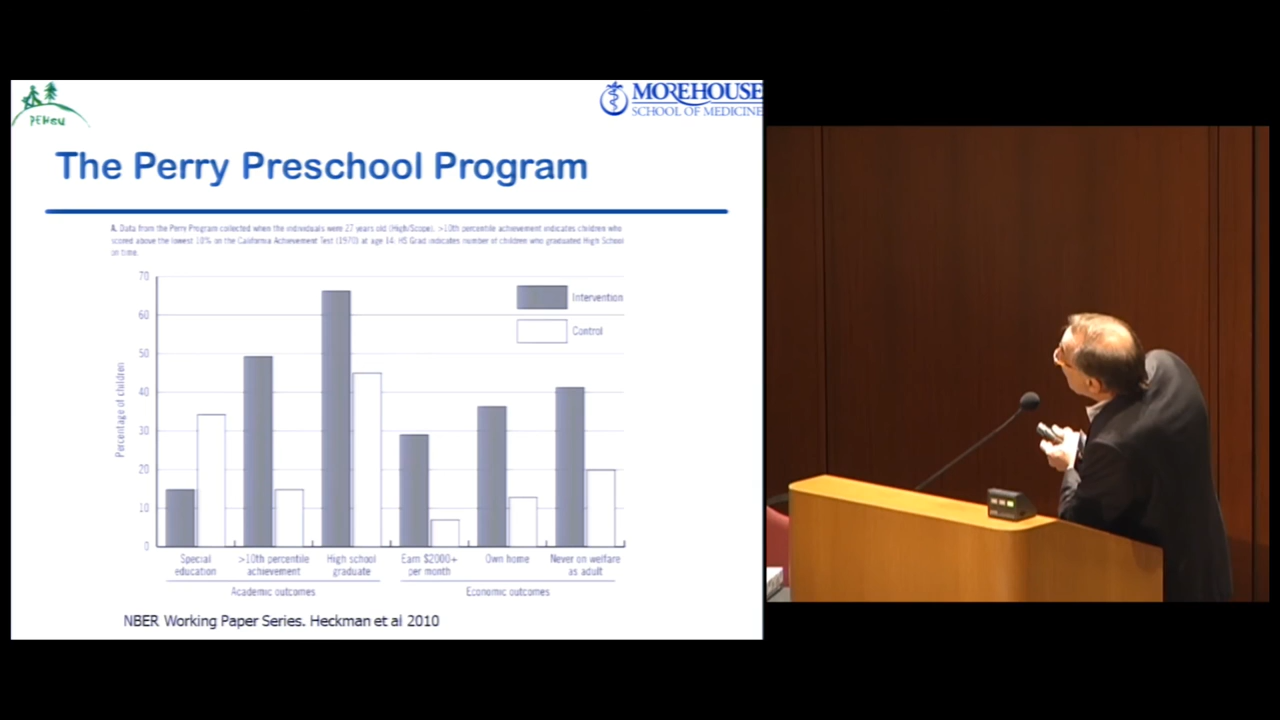 PEHSU
MOREHOUSE
SCHOOL OF MEDICINE
The Perry Preschool Program
A. Data from the Perry Program collected when the individuals were 27 years old (High/Scope). >10th percentile achievement indicates children who
scored above the lowest 10% on the California Achievement Test (1970) at age 14. HS Grad indicates number of children who graduated High School
on time.
70
60
50
40
30
20
10
0
Percentage of children
Intervention
Control
Special
education
>10th percentile
achievement
High school
graduate
Earn $2000+
per month
Own home
Never on welfare
as adult
Academic outcomes
Economic outcomes
NBER Working Paper Series. Heckman et al 2010